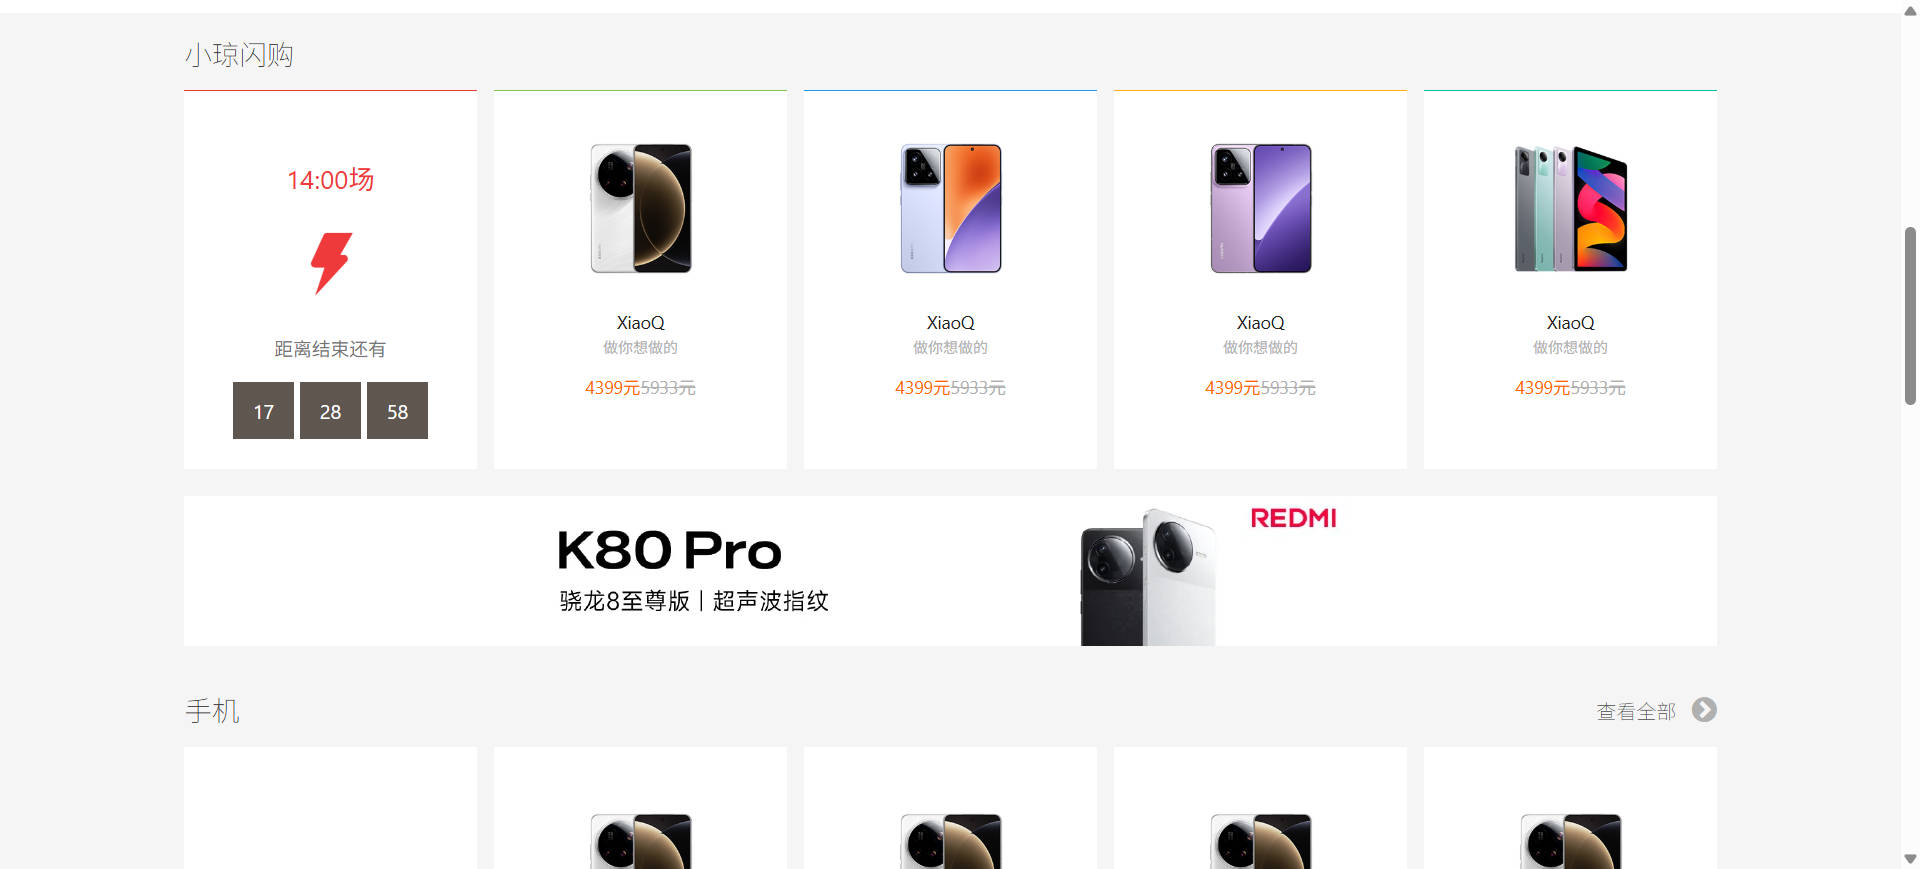 小琼闪购
14:00场
距离结束还有
17 28 58
XiaoQ
做你想做的
4399元5933元
XiaoQ
做你想做的
4399元5933元
XiaoQ
做你想做的
4399元5933元
XiaoQ
做你想做的
4399元5933元
K80 Pro
骁龙8至尊版丨超声波指纹
REDMI
手机
查看全部